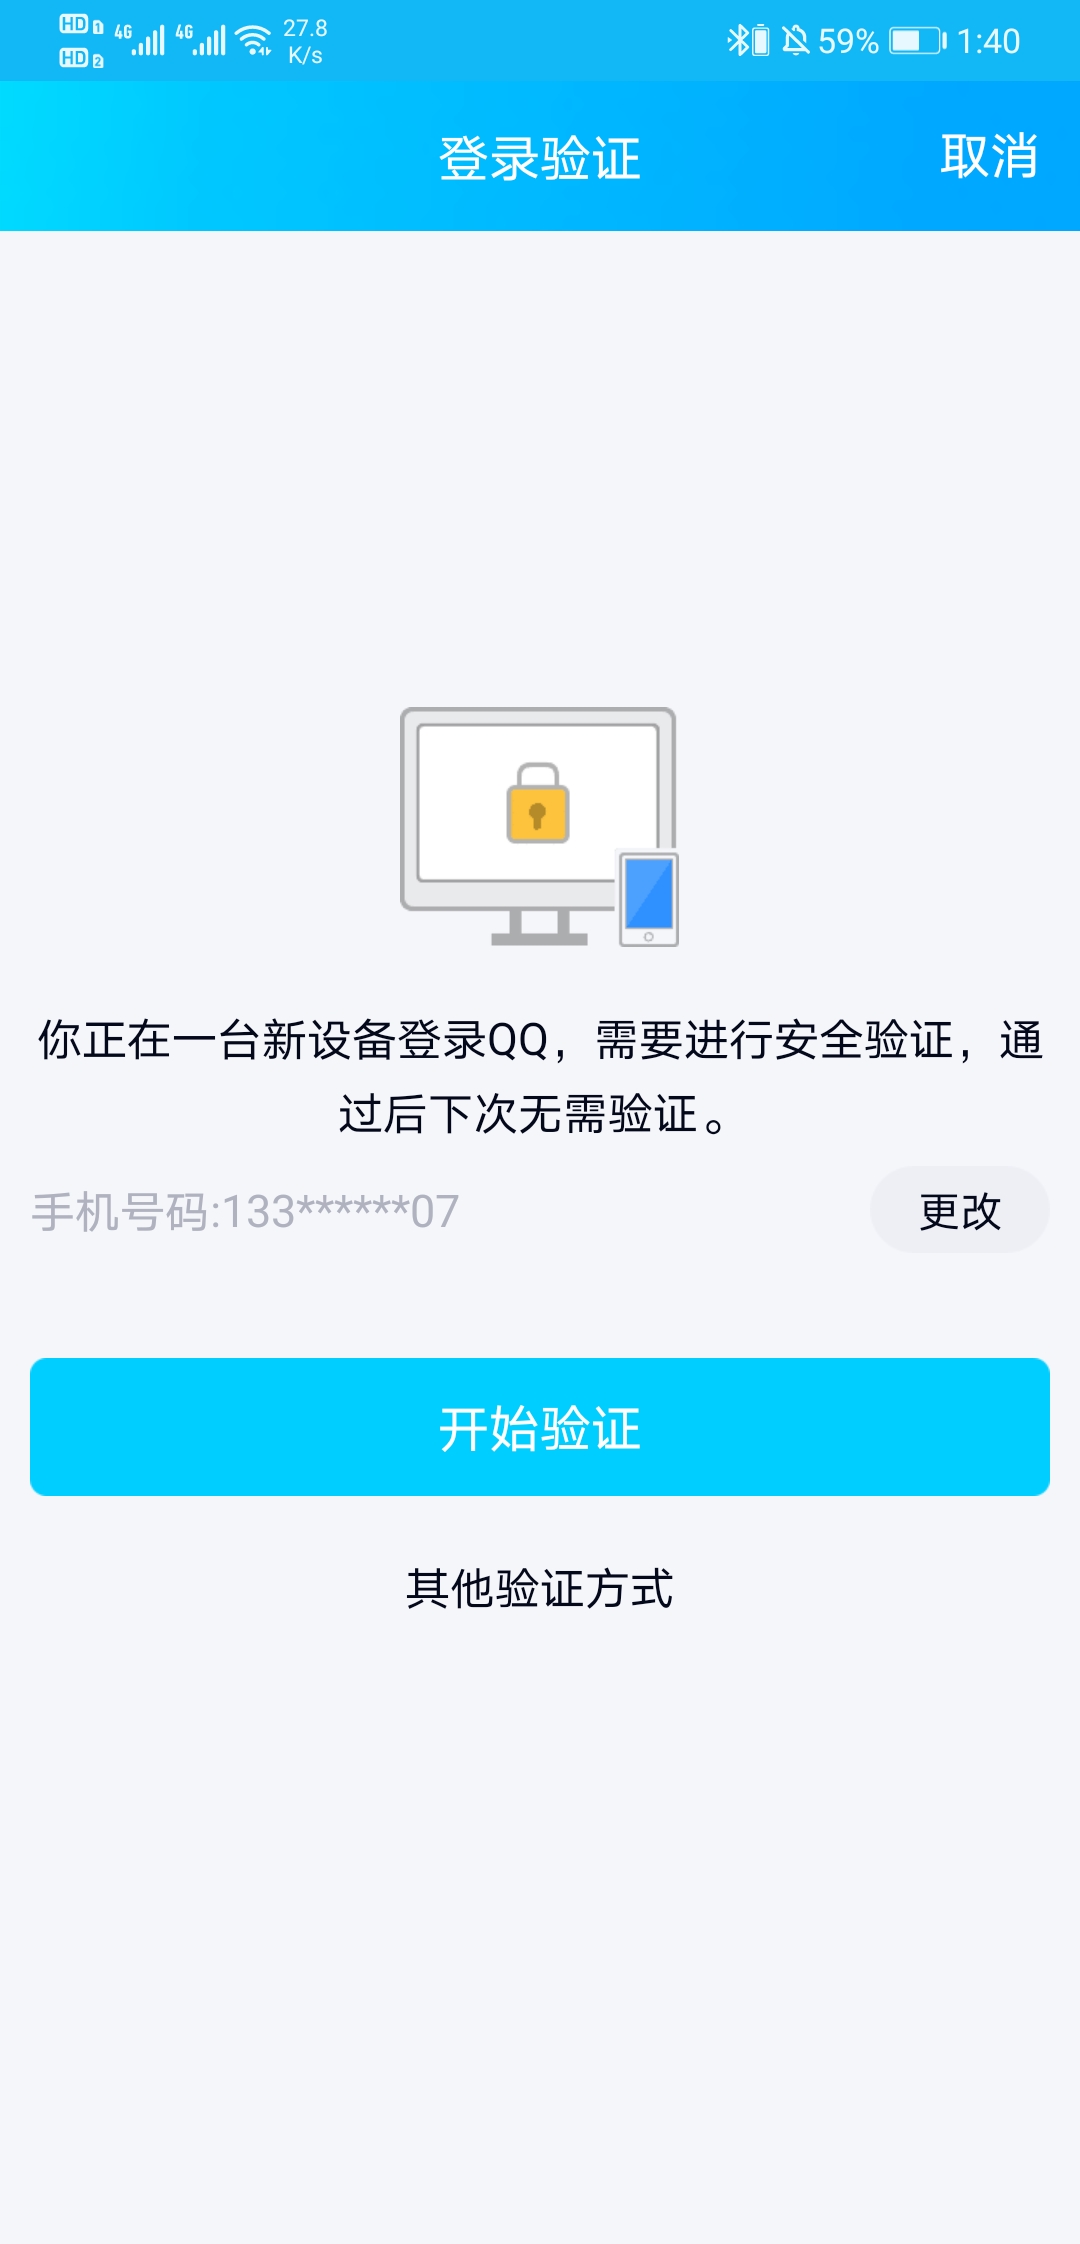 HD 1 4G 4G 27.8 59% 1:40
HD 2 K/s
登录验证 取消
你正在一台新设备登录QQ，需要进行安全验证，通
过后下次无需验证。
手机号码:133******07 更改
开始验证
其他验证方式